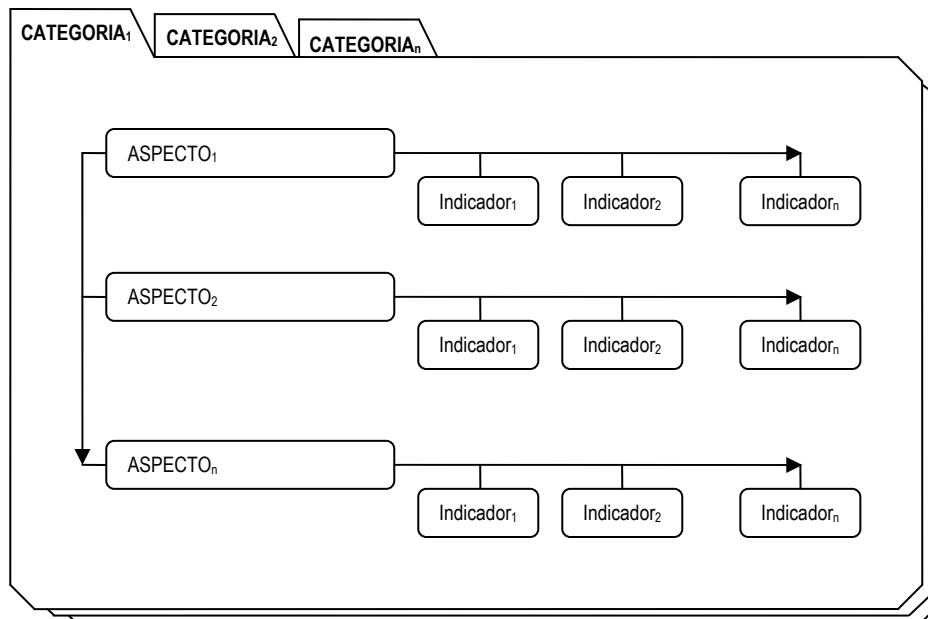 CATEGORIA₁ CATEGORIA₂ CATEGORIAₙ
ASPECTO₁
Indicador₁ Indicador₂ Indicadorₙ
ASPECTO₂
Indicador₁ Indicador₂ Indicadorₙ
ASPECTOₙ
Indicador₁ Indicador₂ Indicadorₙ